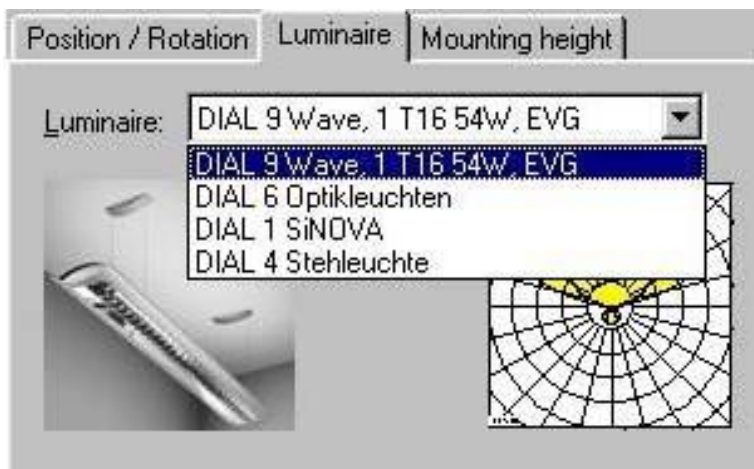 Position / Rotation Luminaire Mounting height
Luminaire: DIAL 9 Wave, 1 T16 54W, EVG
DIAL 9 Wave, 1 T16 54W, EVG
DIAL 6 Optikleuchten
DIAL 1 SiNOVA
DIAL 4 Stehleuchte